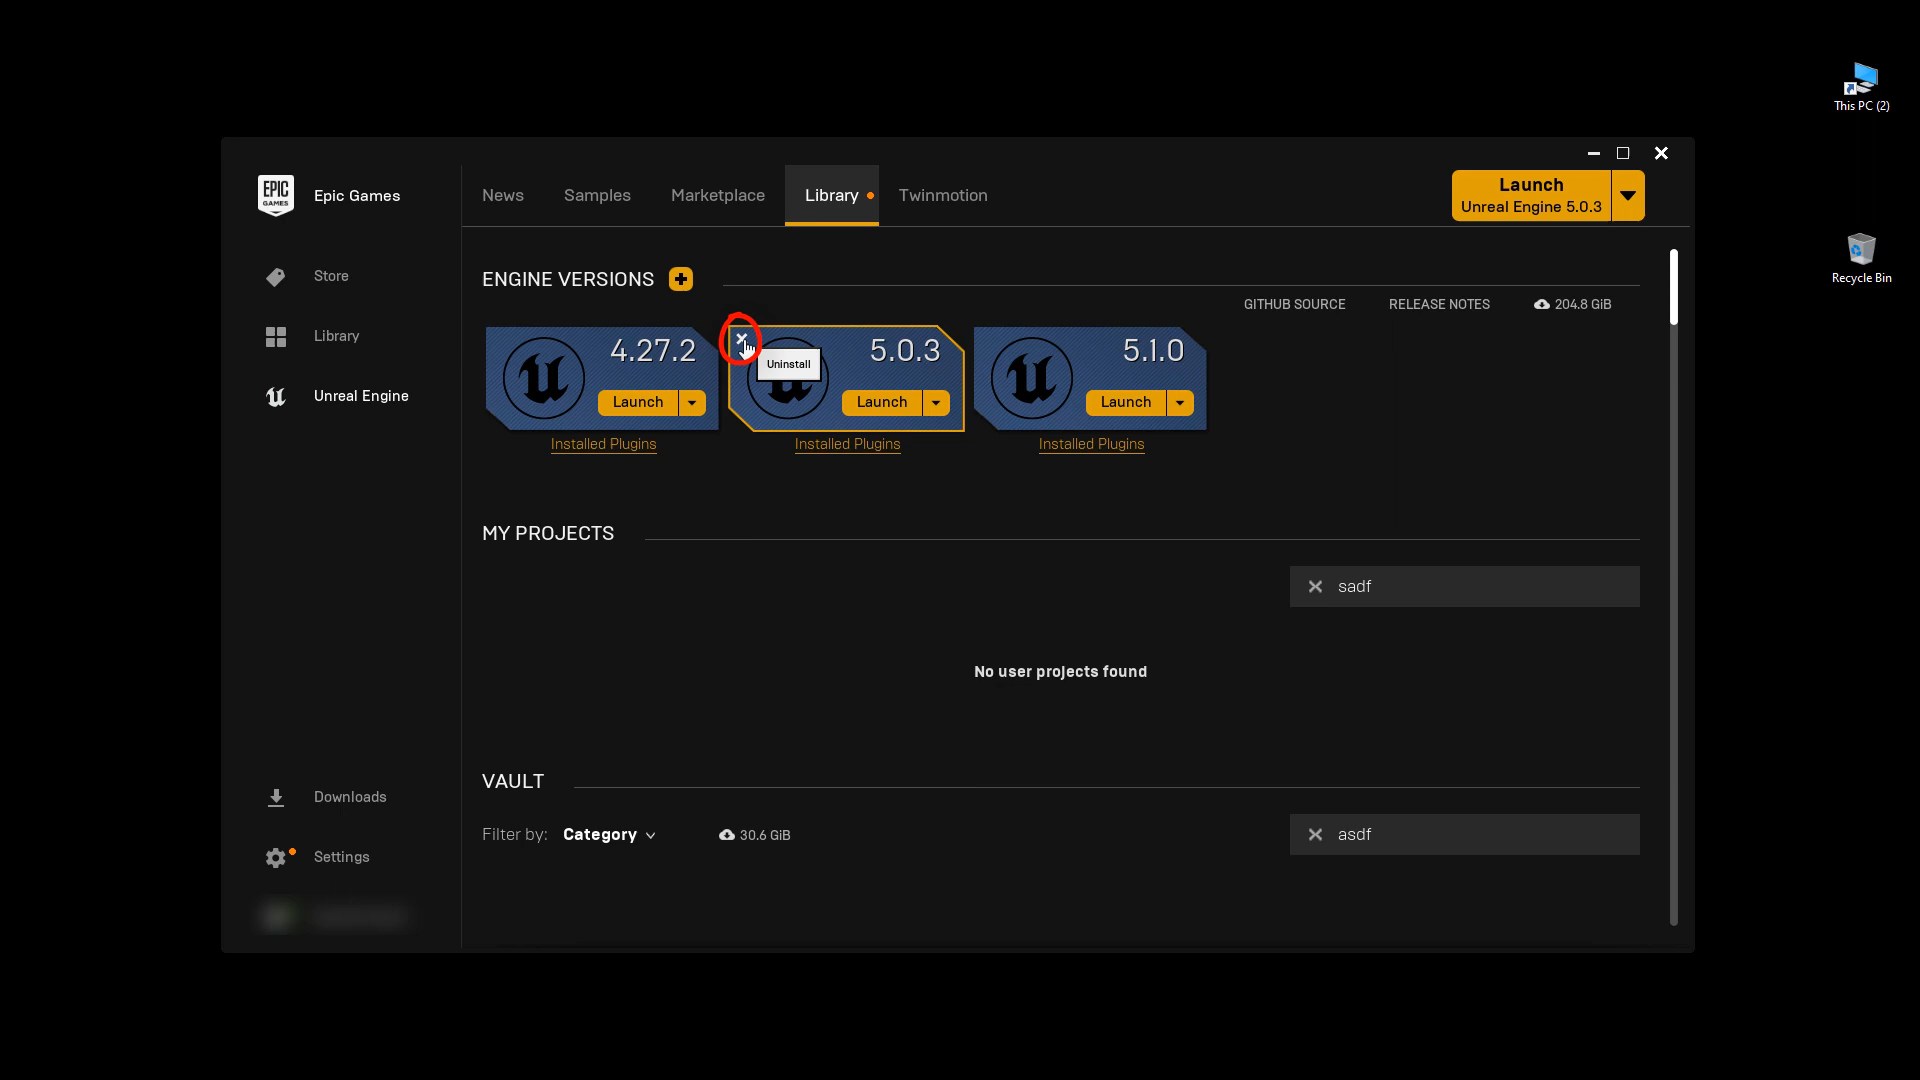 This PC (2)
Recycle Bin
EPIC
GAMES
Epic Games
Store
Library
Unreal Engine
Downloads
Settings
News
Samples
Marketplace
Library
Twinmotion
Launch
Unreal Engine 5.0.3
ENGINE VERSIONS
GITHUB SOURCE
RELEASE NOTES
204.8 GiB
4.27.2
Launch
Installed Plugins
Uninstall
5.0.3
Launch
Installed Plugins
5.1.0
Launch
Installed Plugins
MY PROJECTS
sadf
No user projects found
VAULT
Filter by: Category
30.6 GiB
asdf